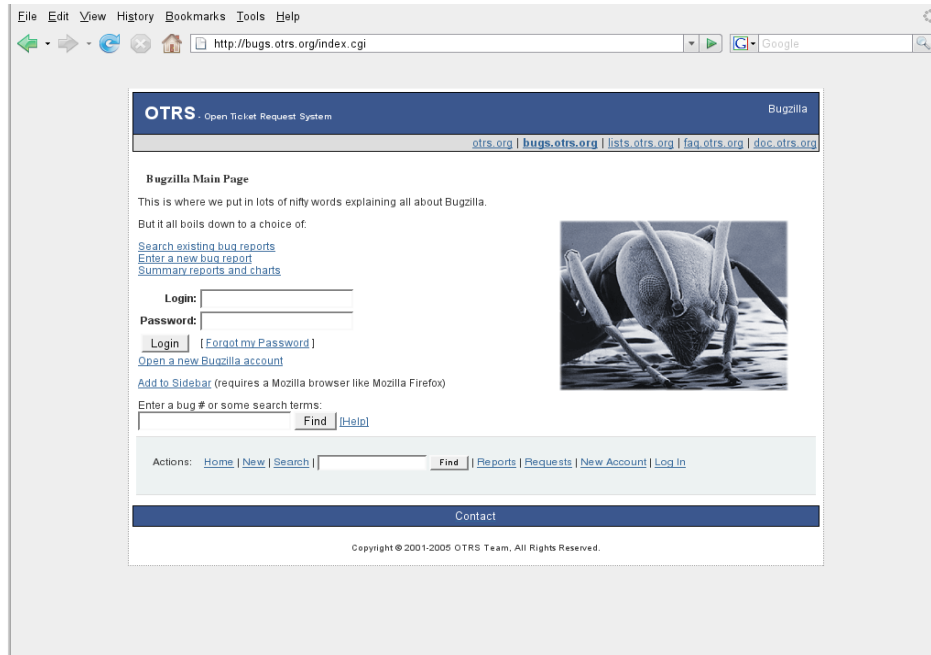 File Edit View History Bookmarks Tools Help
http://bugs.otrs.org/index.cgi
G Google
OTRS - Open Ticket Request System
Bugzilla
otrs.org | bugs.otrs.org | lists.otrs.org | faq.otrs.org | doc.otrs.org
Bugzilla Main Page
This is where we put in lots of nifty words explaining all about Bugzilla.
But it all boils down to a choice of:
Search existing bug reports
Enter a new bug report
Summary reports and charts
Login:
Password:
Login [ Forgot my Password ]
Open a new Bugzilla account
Add to Sidebar (requires a Mozilla browser like Mozilla Firefox)
Enter a bug # or some search terms:
Find [Help]
Actions: Home | New | Search | Find | Reports | Requests | New Account | Log In
Contact
Copyright © 2001-2005 OTRS Team, All Rights Reserved.